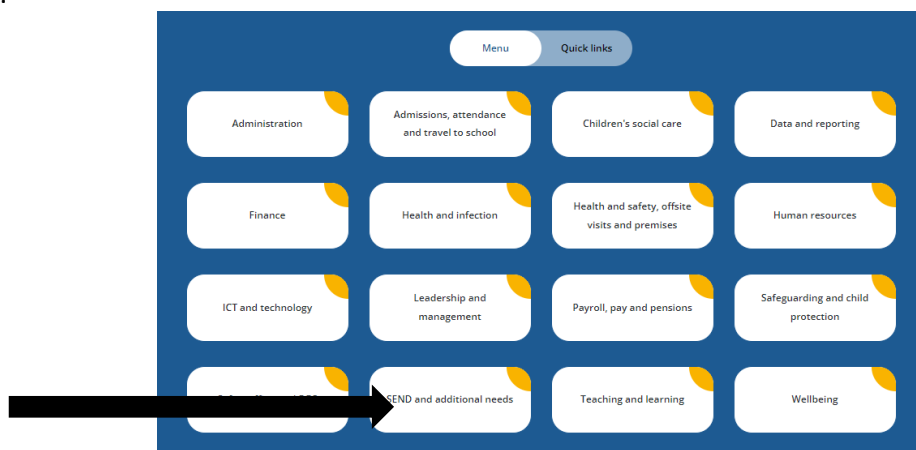 Menu
Quick links
Administration
Admissions, attendance
and travel to school
Children's social care
Data and reporting
Finance
Health and infection
Health and safety, offsite
visits and premises
Human resources
ICT and technology
Leadership and
management
Payroll, pay and pensions
Safeguarding and child
protection
SEND and additional needs
Teaching and learning
Wellbeing